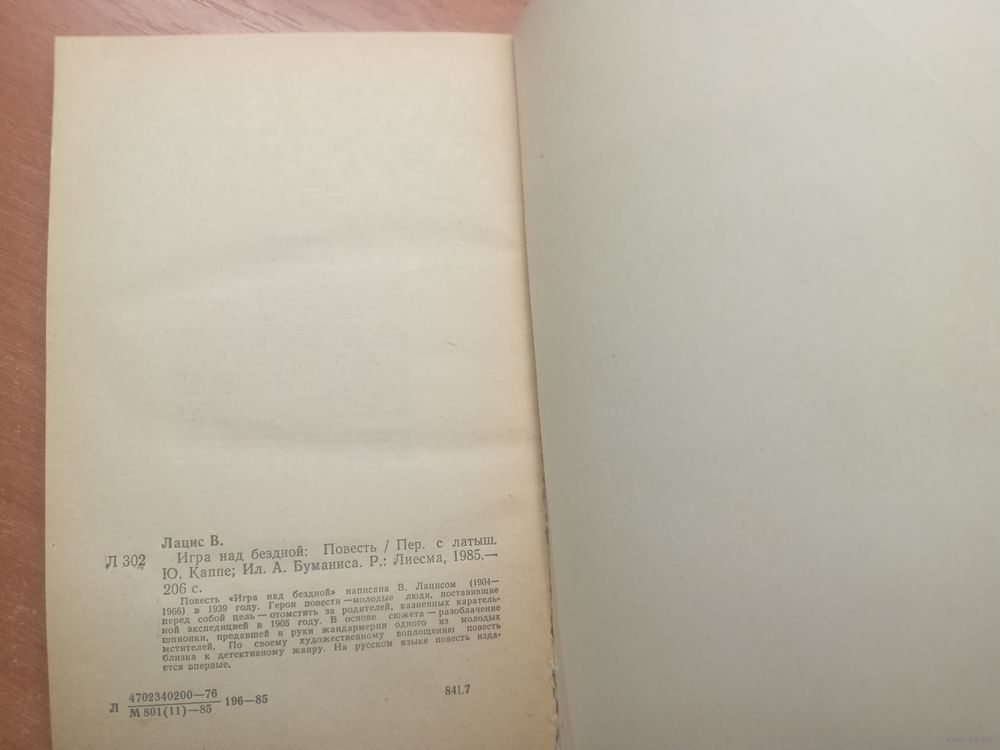 Лацис В.
Л 302
Игра над бездной: Повесть / Пер. с латыш.
Ю. Каппе; Ил. А. Буманиса. Р.: Лиесма, 1985.—
206 с.
Повесть «Игра над бездной» написана В. Лацисом (1904—
1966) в 1939 году. Герои повести — молодые люди, поставившие
перед собой цель — отомстить за родителей, казненных каратель-
ной экспедицией в 1905 году. В основе сюжета — разоблачение
шпионки, предавшей в руки жандармерии одного из молодых
мстителей. По своему художественному воплощению повесть
близка к детективному жанру. На русском языке повесть изда-
ется впервые.
Л 4702340200—76 196—85
М 801(11)—85
84Л7